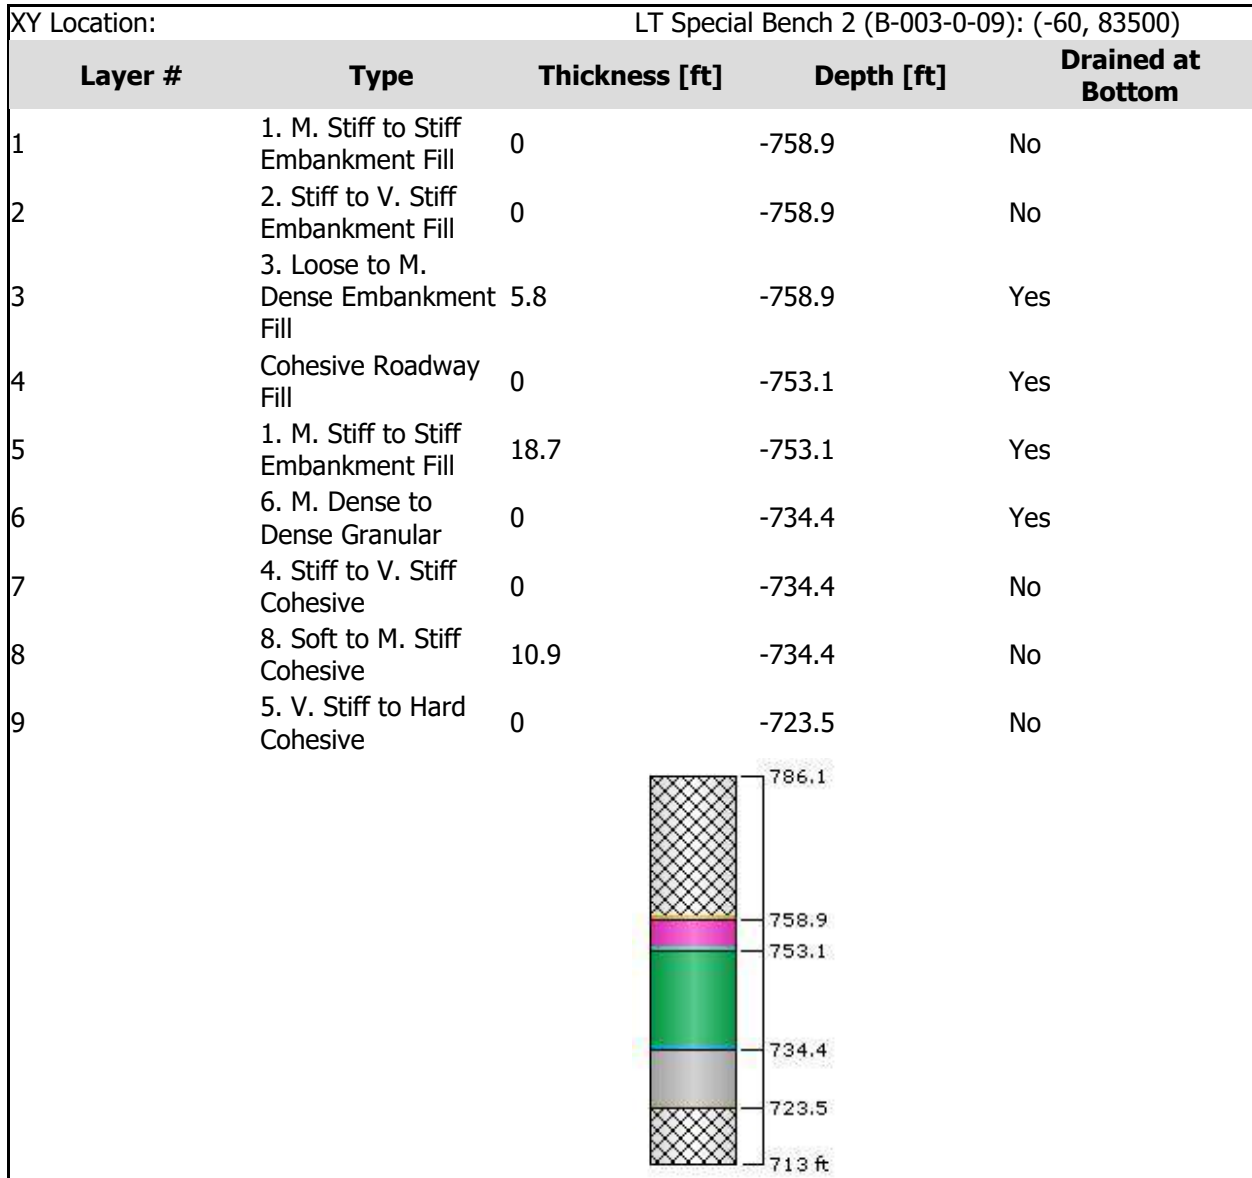 XY Location: LT Special Bench 2 (B-003-0-09): (-60, 83500)
Layer # Type Thickness [ft] Depth [ft] Drained at
Bottom
1 1. M. Stiff to Stiff
Embankment Fill 0 -758.9 No
2 2. Stiff to V. Stiff
Embankment Fill 0 -758.9 No
3. Loose to M.
3 Dense Embankment 5.8 -758.9 Yes
Fill
4 Cohesive Roadway
Fill 0 -753.1 Yes
5 1. M. Stiff to Stiff
Embankment Fill 18.7 -753.1 Yes
6 6. M. Dense to
Dense Granular 0 -734.4 Yes
7 4. Stiff to V. Stiff
Cohesive 0 -734.4 No
8 8. Soft to M. Stiff
Cohesive 10.9 -734.4 No
9 5. V. Stiff to Hard
Cohesive 0 -723.5 No
786.1
758.9
753.1
734.4
723.5
713 ft